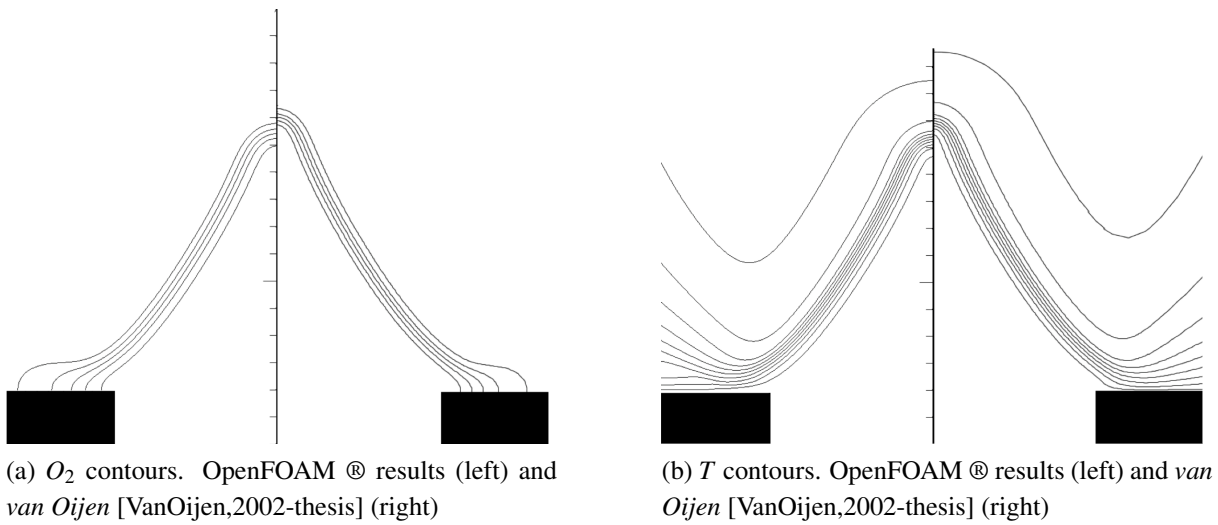 (a) O₂ contours. OpenFOAM ® results (left) and
van Oijen [VanOijen,2002-thesis] (right)
(b) T contours. OpenFOAM ® results (left) and van
Oijen [VanOijen,2002-thesis] (right)